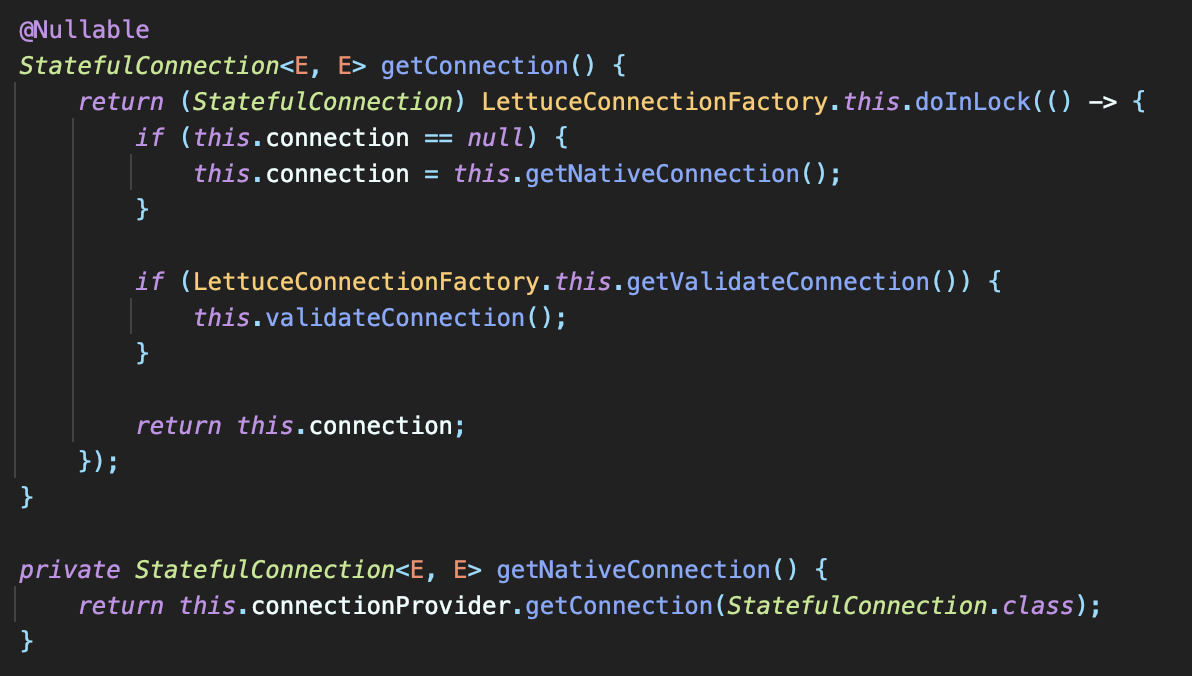 @Nullable
StatefulConnection<E, E> getConnection() {
    return (StatefulConnection) LettuceConnectionFactory.this.doInLock(() -> {
        if (this.connection == null) {
            this.connection = this.getNativeConnection();
        }

        if (LettuceConnectionFactory.this.getValidateConnection()) {
            this.validateConnection();
        }

        return this.connection;
    });
}

private StatefulConnection<E, E> getNativeConnection() {
    return this.connectionProvider.getConnection(StatefulConnection.class);
}